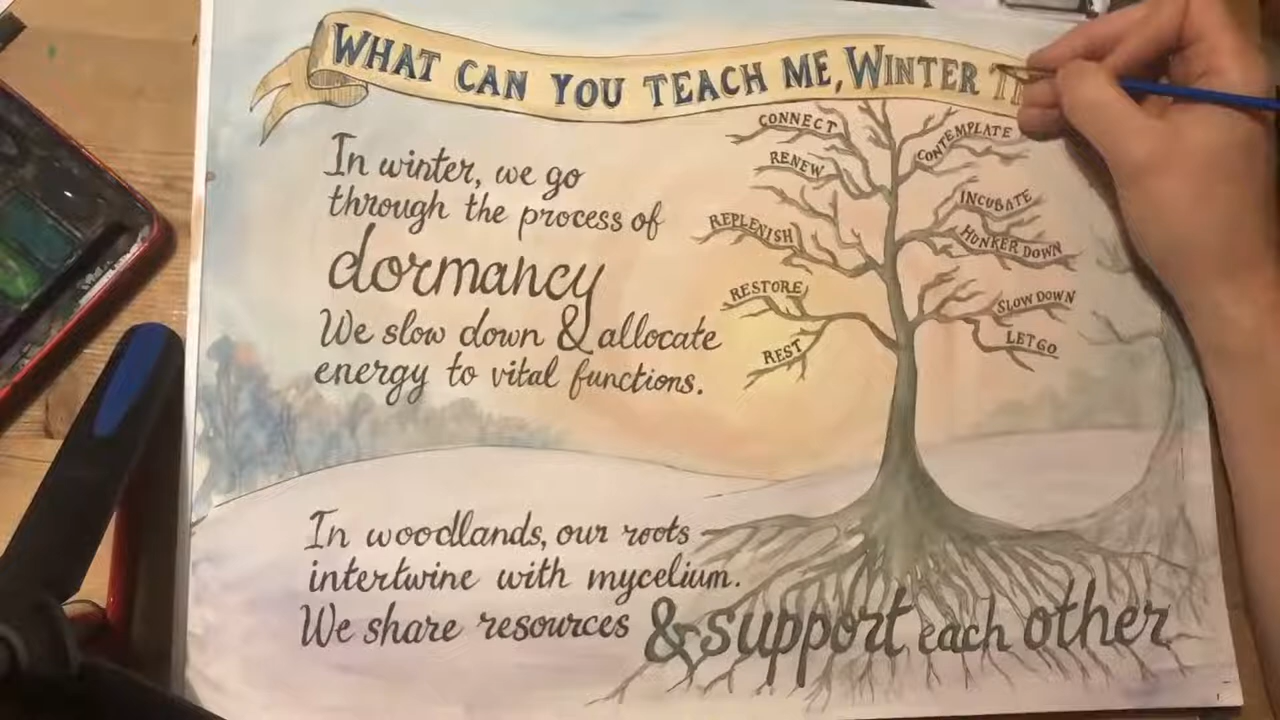 WHAT CAN YOU TEACH ME, WINTER
In winter, we go
through the process of
dormancy
We slow down & allocate
energy to vital functions.
CONNECT
RENEW
REPLENISH
RESTORE
REST
CONTEMPLATE
INCUBATE
HUNKER DOWN
SLOW DOWN
LET GO
In woodlands, our roots
intertwine with mycelium.
We share resources
& support each other